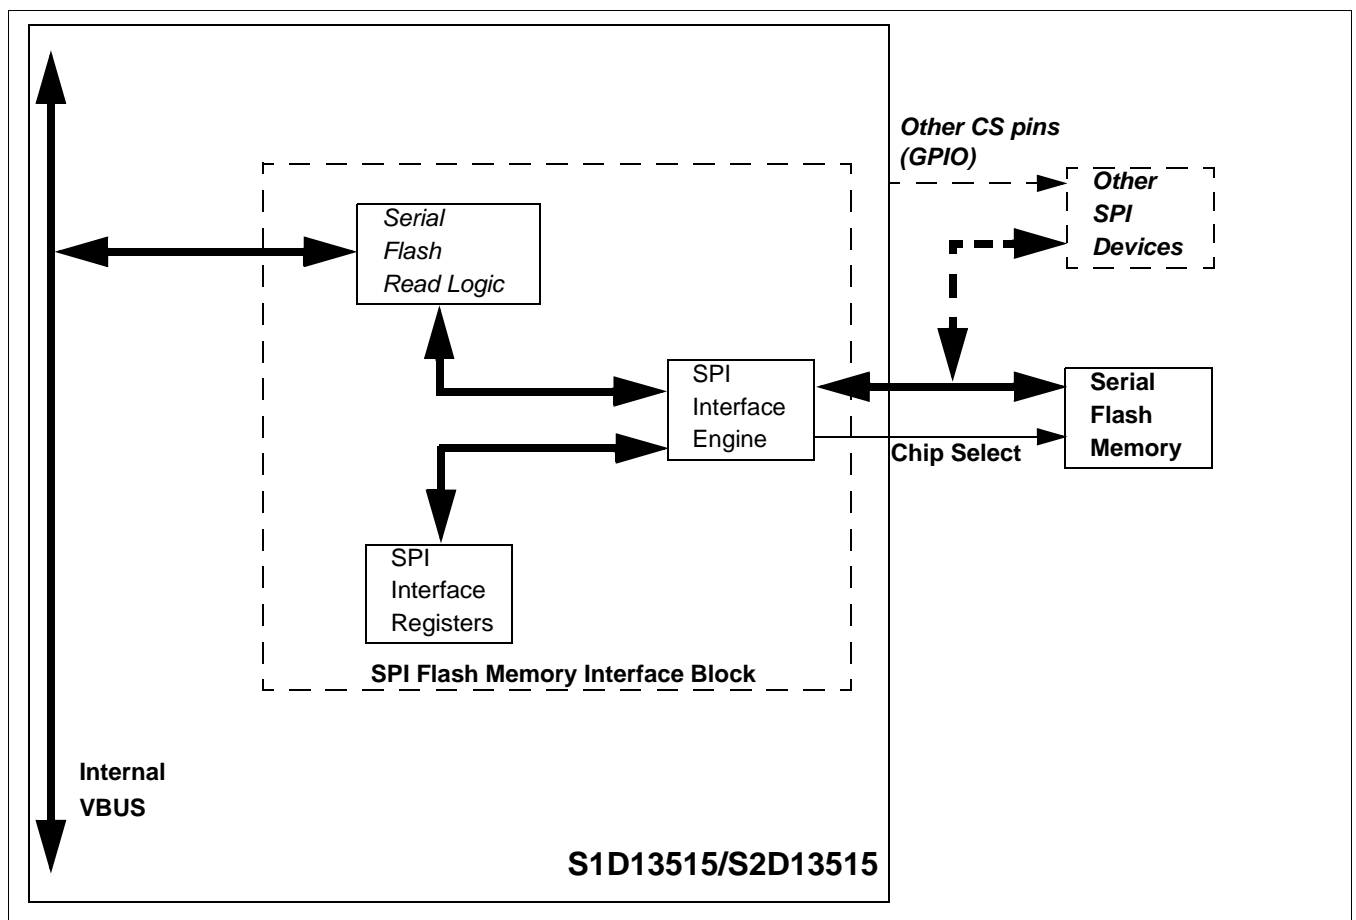 Other CS pins
(GPIO)
Other
SPI
Devices
Serial
Flash
Read Logic
SPI
Interface
Engine
Serial
Flash
Memory
Chip Select
SPI
Interface
Registers
SPI Flash Memory Interface Block
Internal
VBUS
S1D13515/S2D13515